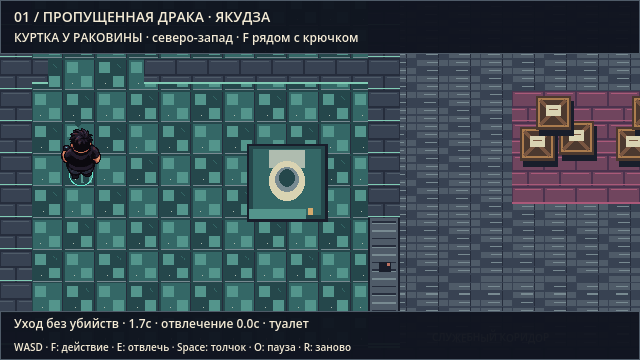 01 / ПРОПУЩЕННАЯ ДРАКА · ЯКУДЗА
КУРТКА У РАКОВИНЫ · северо-запад · F рядом с крючком
Уход без убийств · 1.7с · отвлечение 0.0с · туалет
WASD · F: действие · E: отвлечь · Space: толчок · O: пауза · R: заново